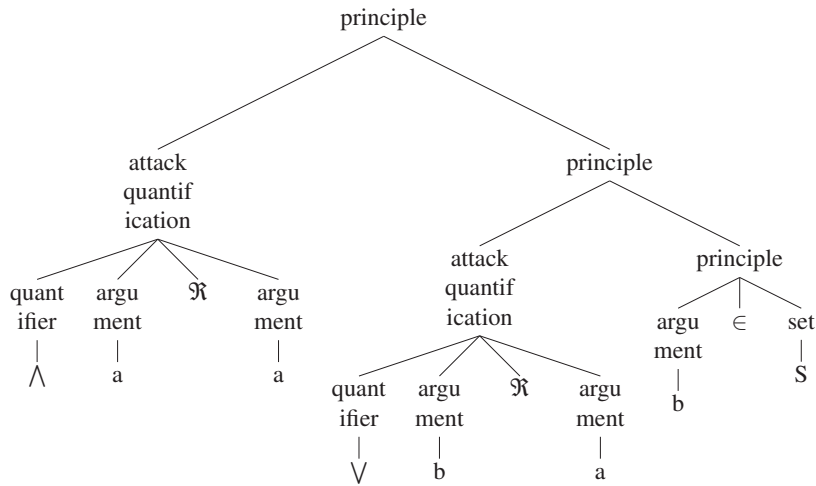 principle
attack
quantif
ication
principle
quant
ifier
argu
ment
ℜ
argu
ment
attack
quantif
ication
principle
⋀
a
a
quant
ifier
argu
ment
ℜ
argu
ment
argu
ment
∈
set
⋁
b
a
b
S